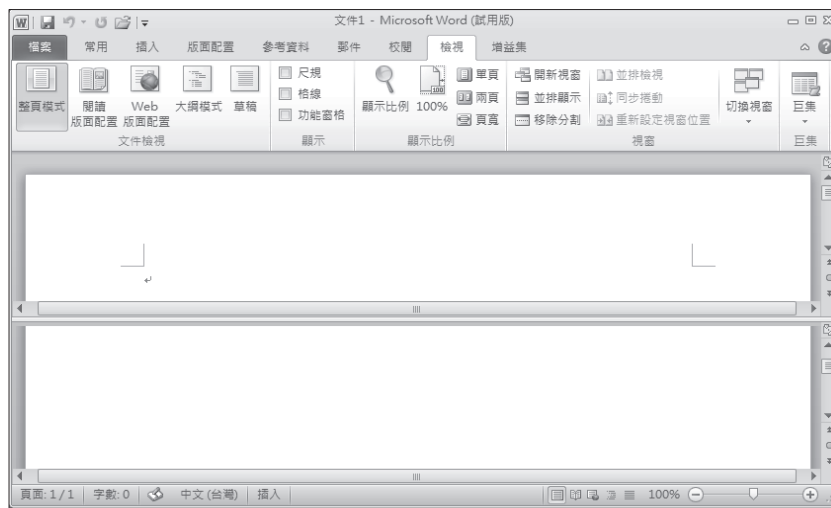 文件1 - Microsoft Word (試用版)
檔案 常用 插入 版面配置 參考資料 郵件 校閱 檢視 增益集
整頁模式 閱讀版面配置 Web版面配置 大綱模式 草稿
文件檢視
尺規
格線
功能窗格
顯示
顯示比例 100% 單頁
兩頁
頁寬
顯示比例
開新視窗 並排檢視
並排顯示 同步捲動
移除分割 重新設定視窗位置
切換視窗
視窗
巨集
巨集
頁面: 1 / 1 字數: 0 中文 (台灣) 插入 100%